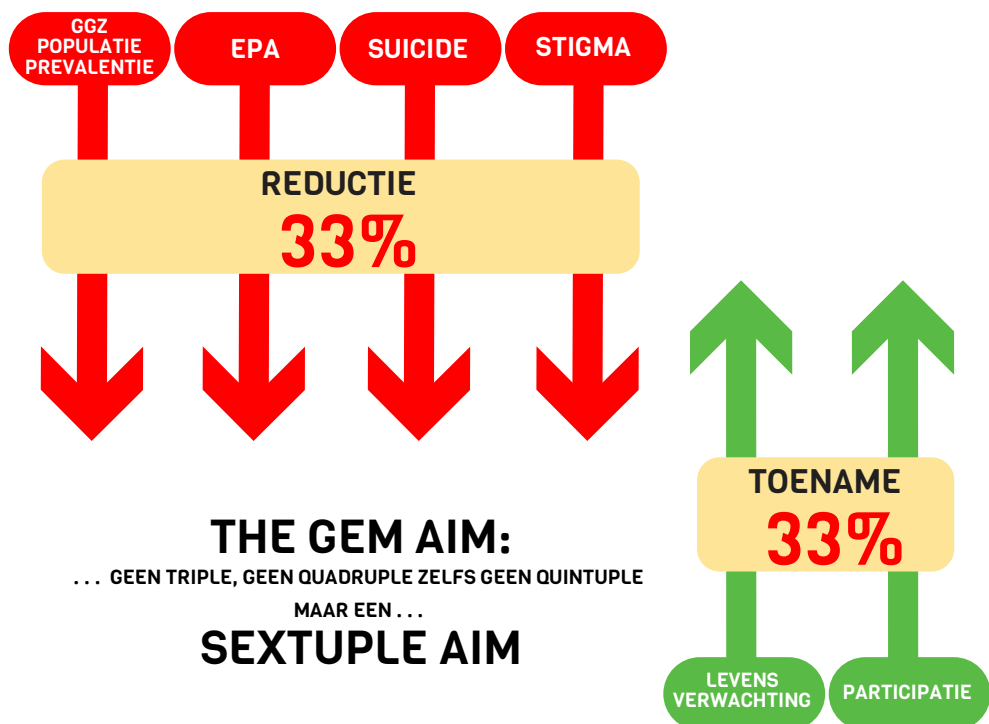 GGZ
POPULATIE
PREVALENTIE
EPA
SUICIDE
STIGMA
REDUCTIE
33%
TOENAME
33%
THE GEM AIM:
... GEEN TRIPLE, GEEN QUADRUPLE ZELFS GEEN QUINTUPLE
MAAR EEN ...
SEXTUPLE AIM
LEVENS
VERWACHTING
PARTICIPATIE